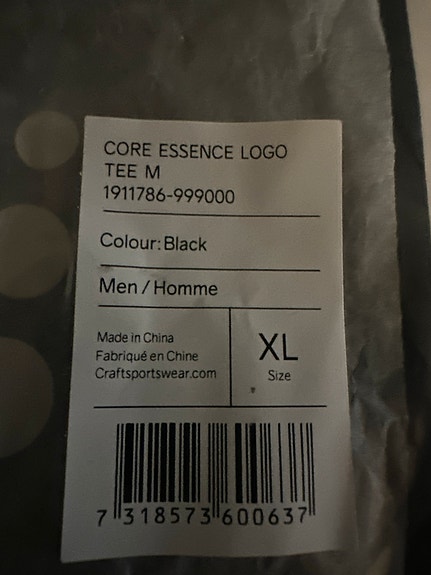 CORE ESSENCE LOGO
TEE M
1911786-999000
Colour:Black
Men/Homme
Made in China
Fabriqué en Chine
Craftsportswear.com
XL
Size
7 318573 600637